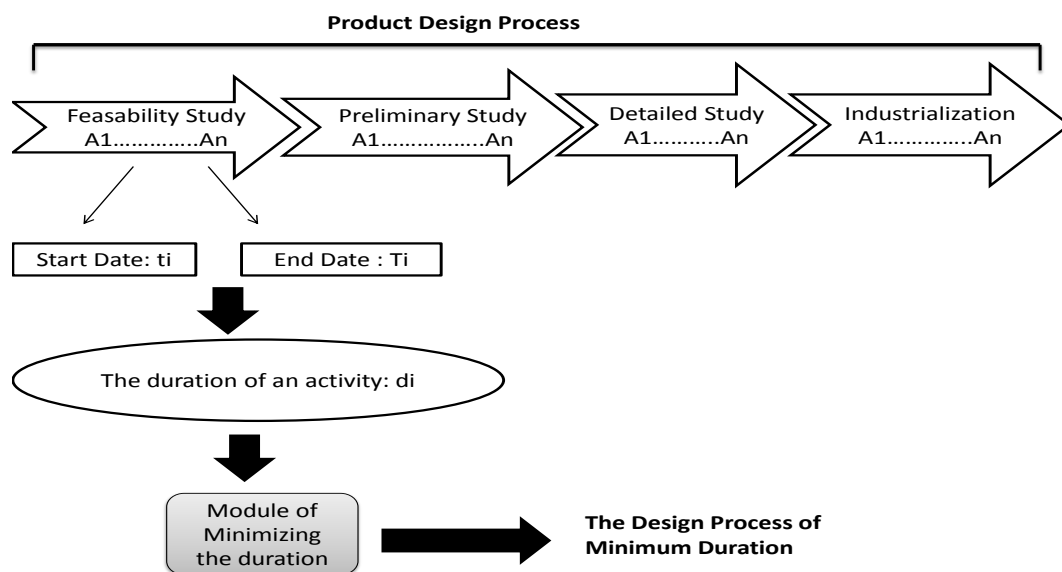 Product Design Process
Feasability Study
A1…………..An
Preliminary Study
A1……………..An
Detailed Study
A1………..An
Industrialization
A1…………..An
Start Date: ti
End Date : Ti
The duration of an activity: di
Module of
Minimizing
the duration
The Design Process of
Minimum Duration